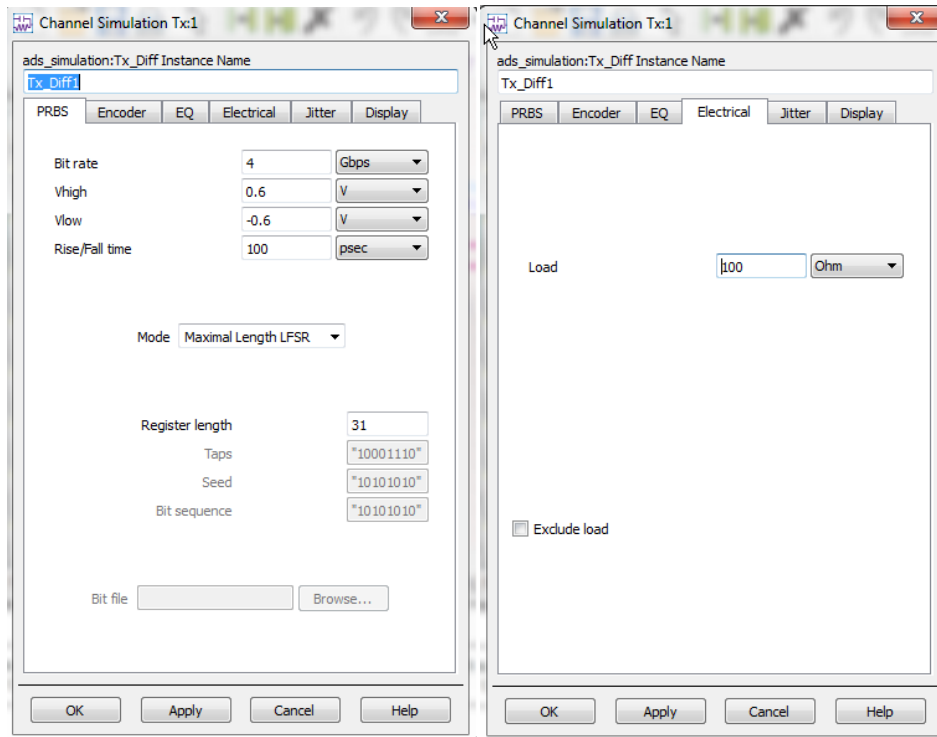 Channel Simulation Tx:1
ads_simulation:Tx_Diff Instance Name
Tx_Diff1
PRBS Encoder EQ Electrical Jitter Display
Bit rate 4 Gbps
Vhigh 0.6 V
Vlow -0.6 V
Rise/Fall time 100 psec
Mode Maximal Length LFSR
Register length 31
Taps "10001110"
Seed "10101010"
Bit sequence "10101010"
Bit file Browse...
OK Apply Cancel Help
Channel Simulation Tx:1
ads_simulation:Tx_Diff Instance Name
Tx_Diff1
PRBS Encoder EQ Electrical Jitter Display
Load 100 Ohm
Exclude load
OK Apply Cancel Help